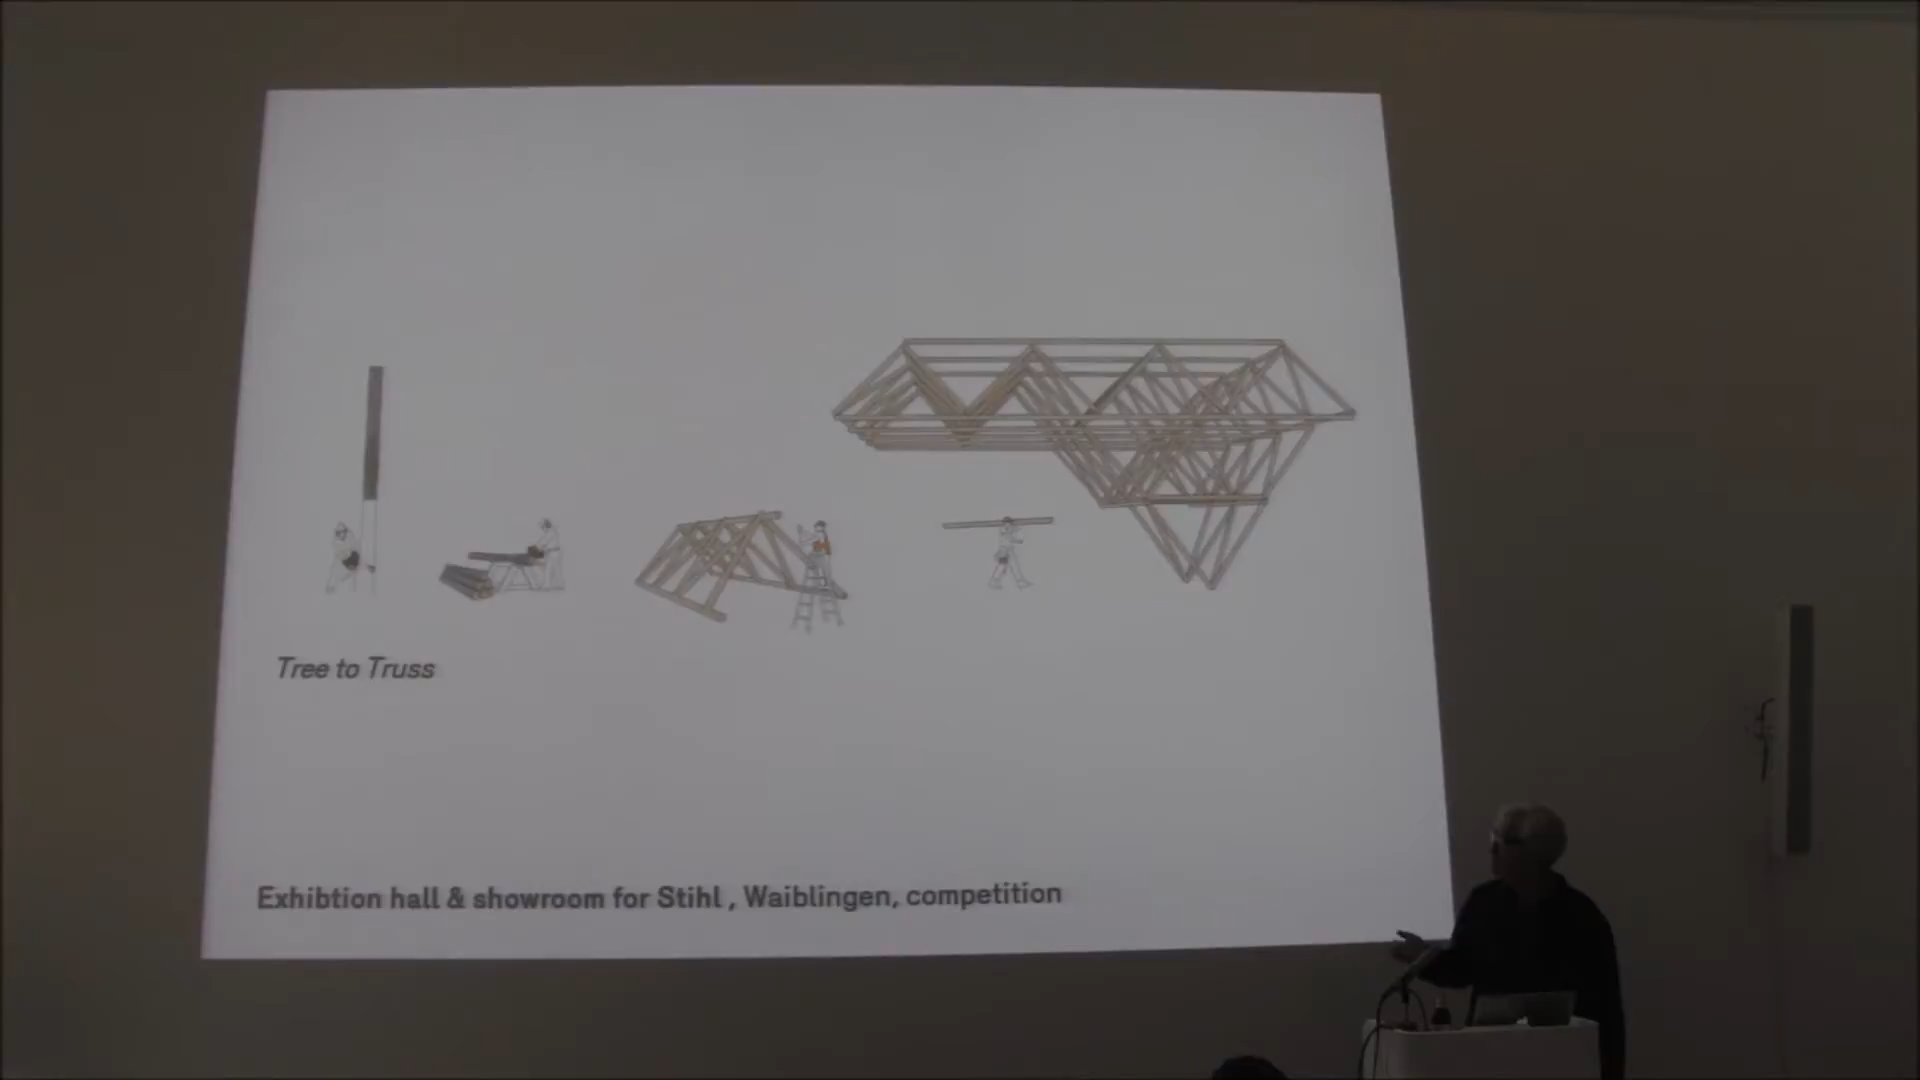 Tree to Truss
Exhibtion hall & showroom for Stihl , Waiblingen, competition